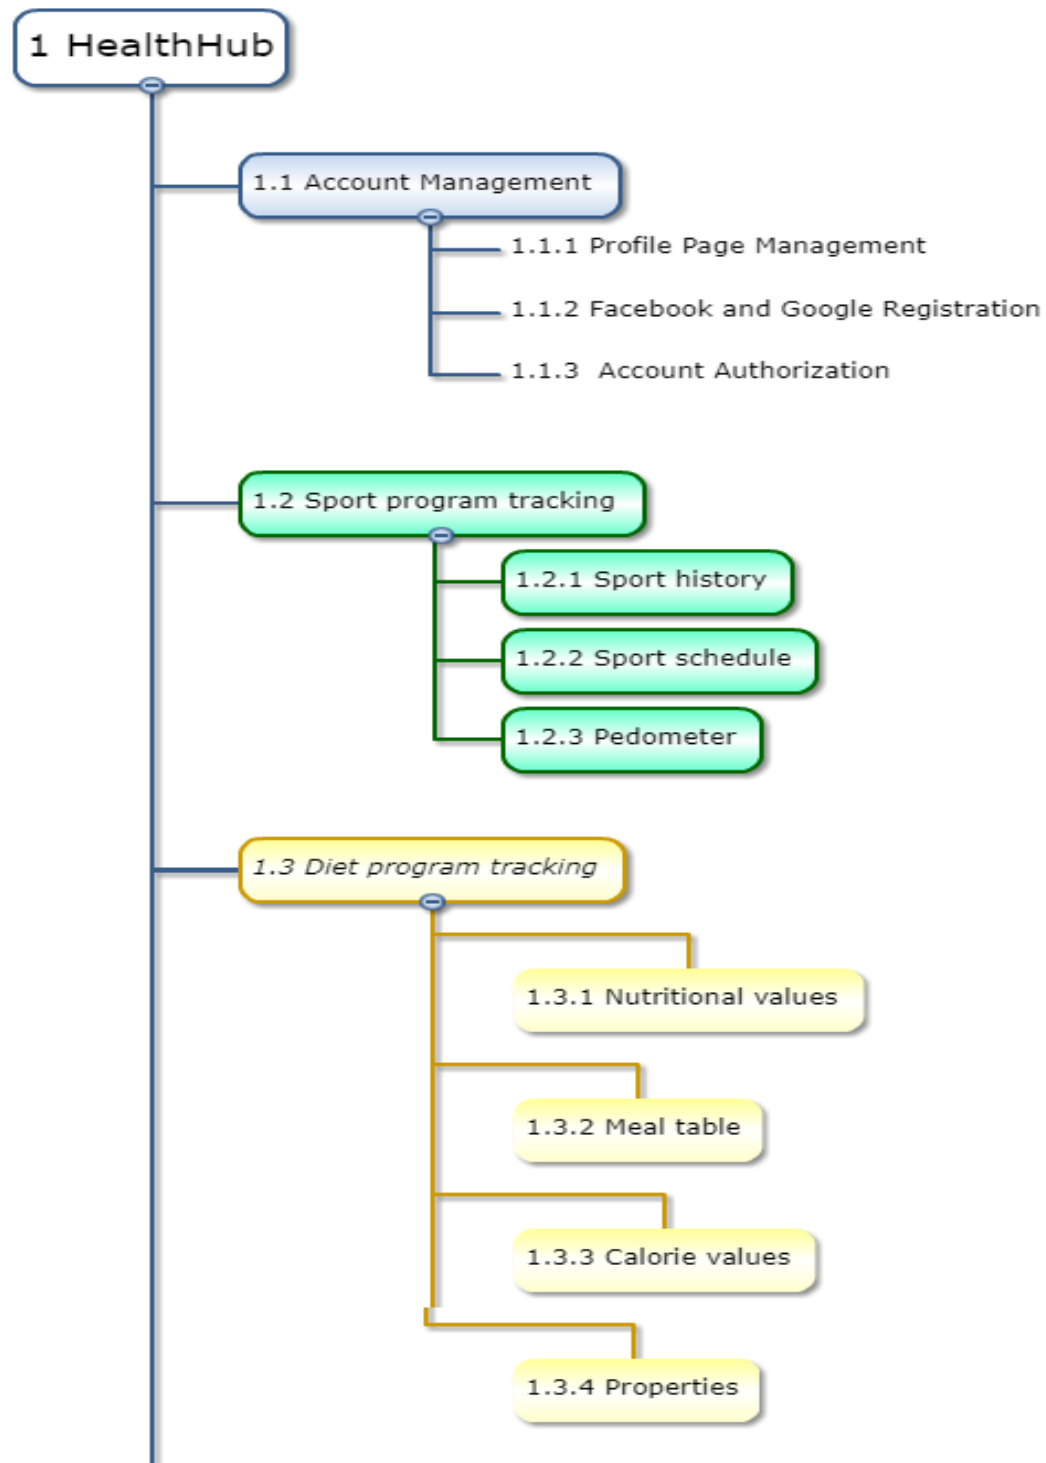 1 HealthHub
1.1 Account Management
1.1.1 Profile Page Management
1.1.2 Facebook and Google Registration
1.1.3  Account Authorization
1.2 Sport program tracking
1.2.1 Sport history
1.2.2 Sport schedule
1.2.3 Pedometer
1.3 Diet program tracking
1.3.1 Nutritional values
1.3.2 Meal table
1.3.3 Calorie values
1.3.4 Properties